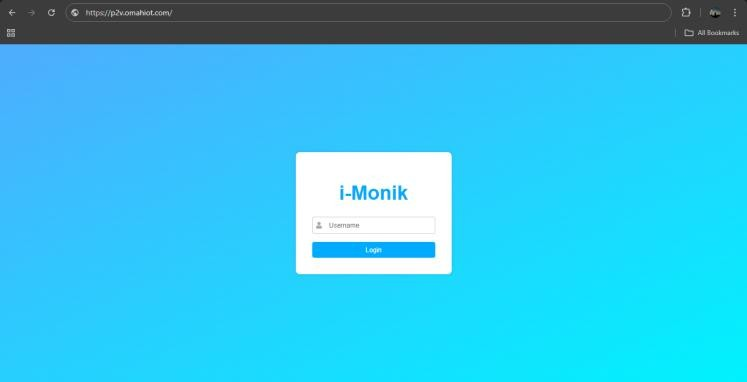 https://p2v.omahiot.com/
All Bookmarks
i-Monik
Username
Login